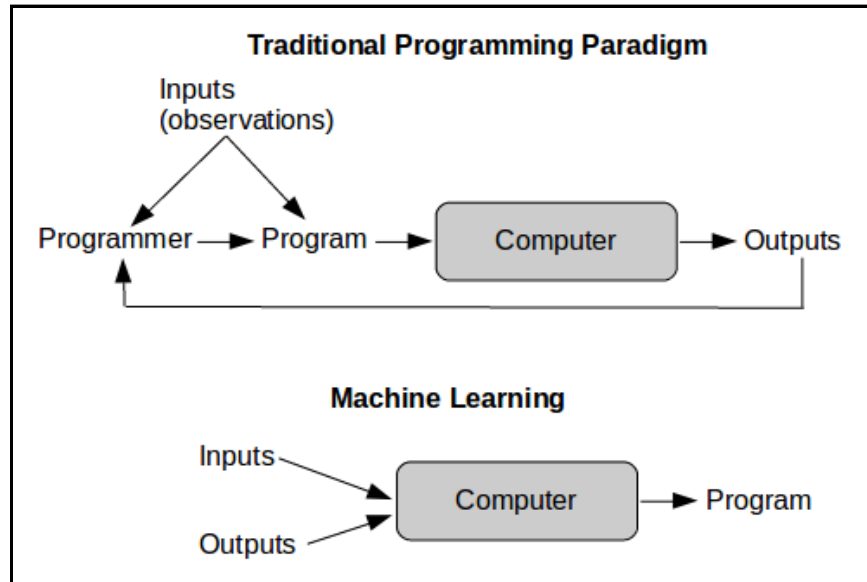 Traditional Programming Paradigm
Inputs
(observations)
Programmer
Program
Computer
Outputs
Machine Learning
Inputs
Outputs
Computer
Program